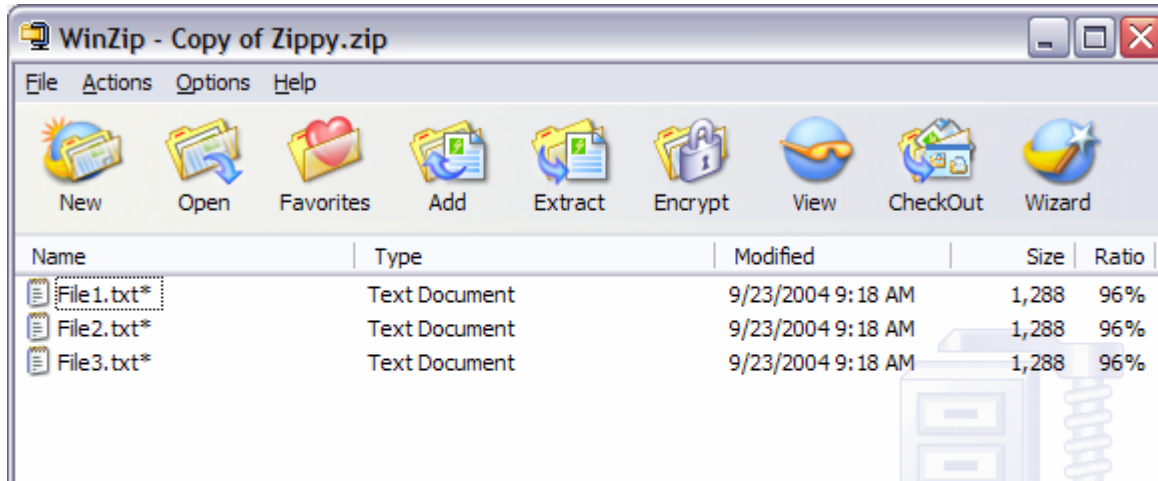 WinZip - Copy of Zippy.zip
File Actions Options Help
New Open Favorites Add Extract Encrypt View CheckOut Wizard
Name Type Modified Size Ratio
File1.txt* Text Document 9/23/2004 9:18 AM 1,288 96%
File2.txt* Text Document 9/23/2004 9:18 AM 1,288 96%
File3.txt* Text Document 9/23/2004 9:18 AM 1,288 96%